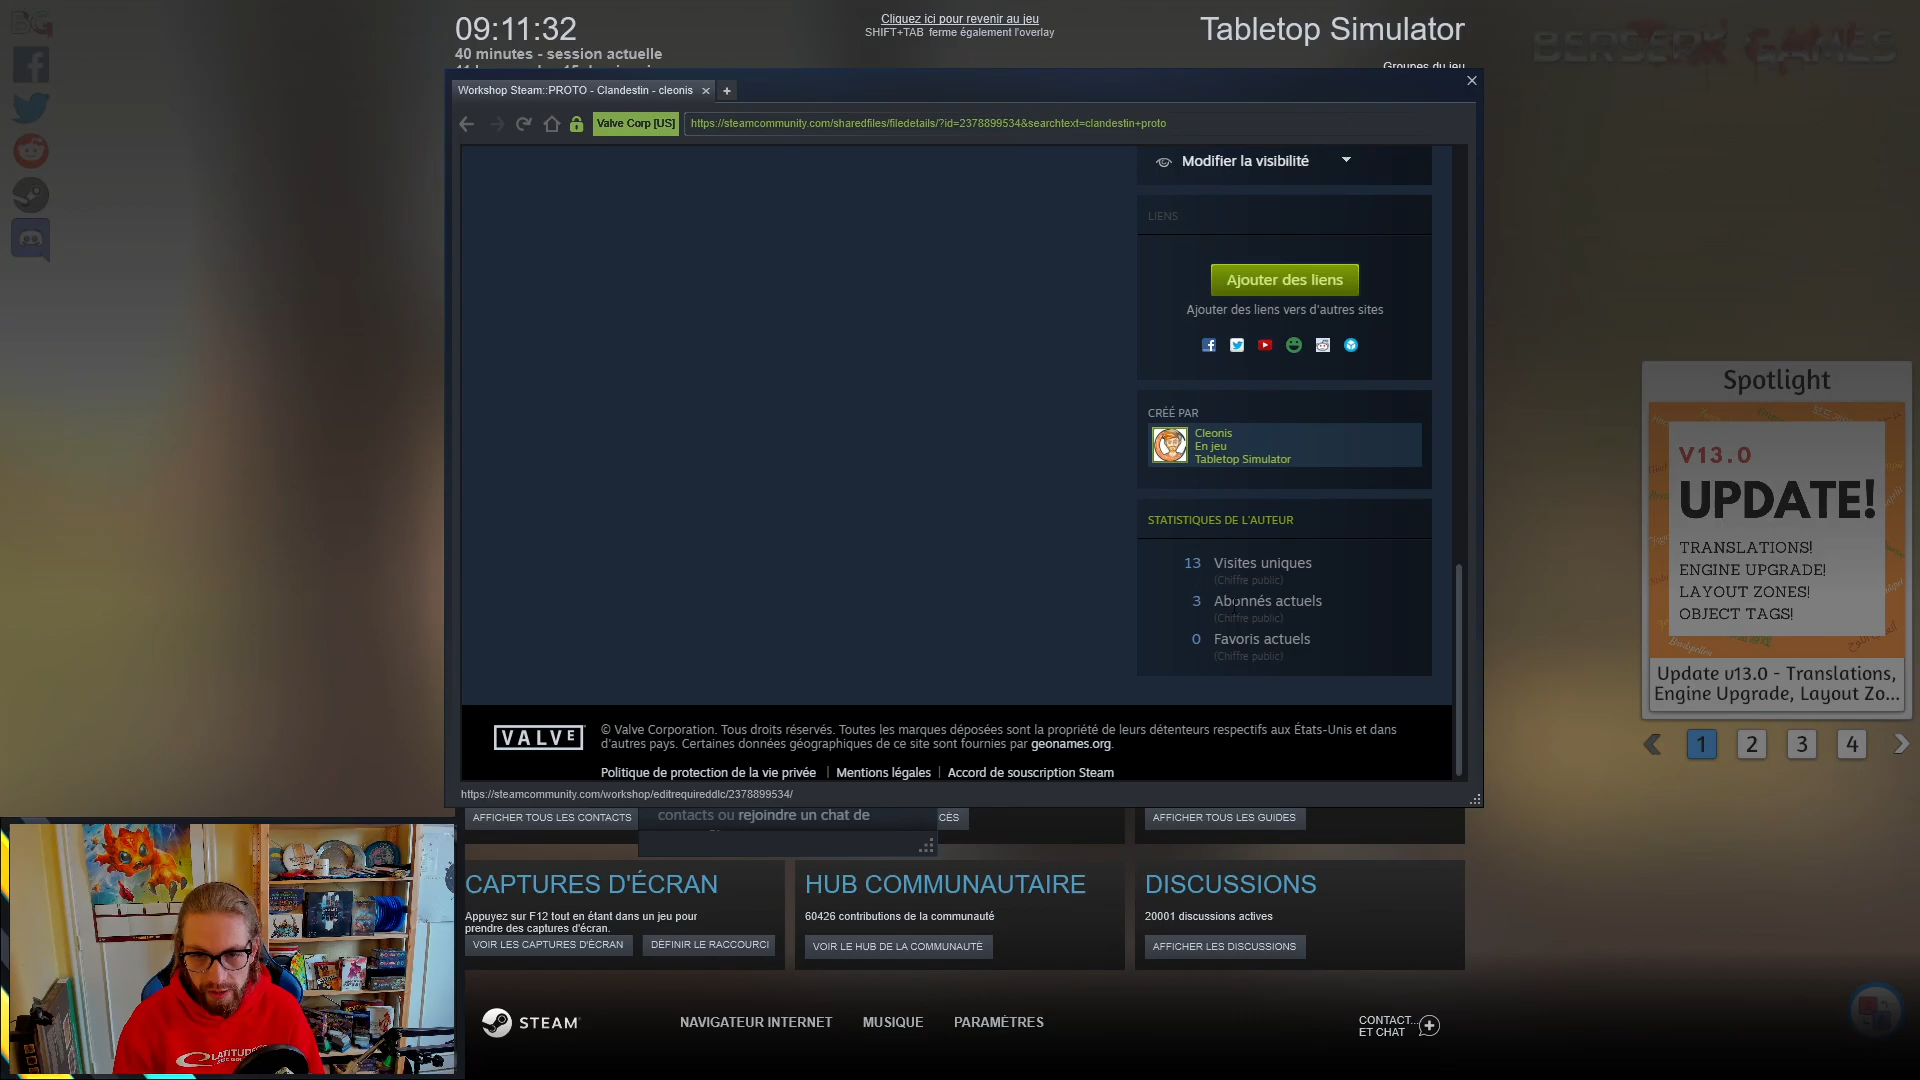 09:11:32
40 minutes - session actuelle
Cliquez ici pour revenir au jeu
SHIFT+TAB ferme également l'overlay
Tabletop Simulator
Groupes du jeu
BERSERK GAMES
BG
Workshop Steam::PROTO - Clandestin - cleonis
Valve Corp [US]
https://steamcommunity.com/sharedfiles/filedetails/?id=2378899534&searchtext=clandestin+proto
Modifier la visibilité
LIENS
Ajouter des liens
Ajouter des liens vers d'autres sites
CRÉÉ PAR
Cleonis
En jeu
Tabletop Simulator
STATISTIQUES DE L'AUTEUR
13 Visites uniques
(Chiffre public)
3 Abonnés actuels
(Chiffre public)
0 Favoris actuels
(Chiffre public)
VALVE
© Valve Corporation. Tous droits réservés. Toutes les marques déposées sont la propriété de leurs détenteurs respectifs aux États-Unis et dans
d'autres pays. Certaines données géographiques de ce site sont fournies par geonames.org.
Politique de protection de la vie privée | Mentions légales | Accord de souscription Steam
https://steamcommunity.com/workshop/editrequireddlc/2378899534/
Spotlight
V13.0
UPDATE!
TRANSLATIONS!
ENGINE UPGRADE!
LAYOUT ZONES!
OBJECT TAGS!
Update v13.0 - Translations,
Engine Upgrade, Layout Zo...
1 2 3 4
AFFICHER TOUS LES CONTACTS
contacts ou rejoindre un chat de
CÈS
AFFICHER TOUS LES GUIDES
CAPTURES D'ÉCRAN
Appuyez sur F12 tout en étant dans un jeu pour
prendre des captures d'écran.
VOIR LES CAPTURES D'ÉCRAN
DÉFINIR LE RACCOURCI
HUB COMMUNAUTAIRE
60426 contributions de la communauté
VOIR LE HUB DE LA COMMUNAUTÉ
DISCUSSIONS
20001 discussions actives
AFFICHER LES DISCUSSIONS
STEAM
NAVIGATEUR INTERNET
MUSIQUE
PARAMÈTRES
CONTACT...
ET CHAT
LATITUDE